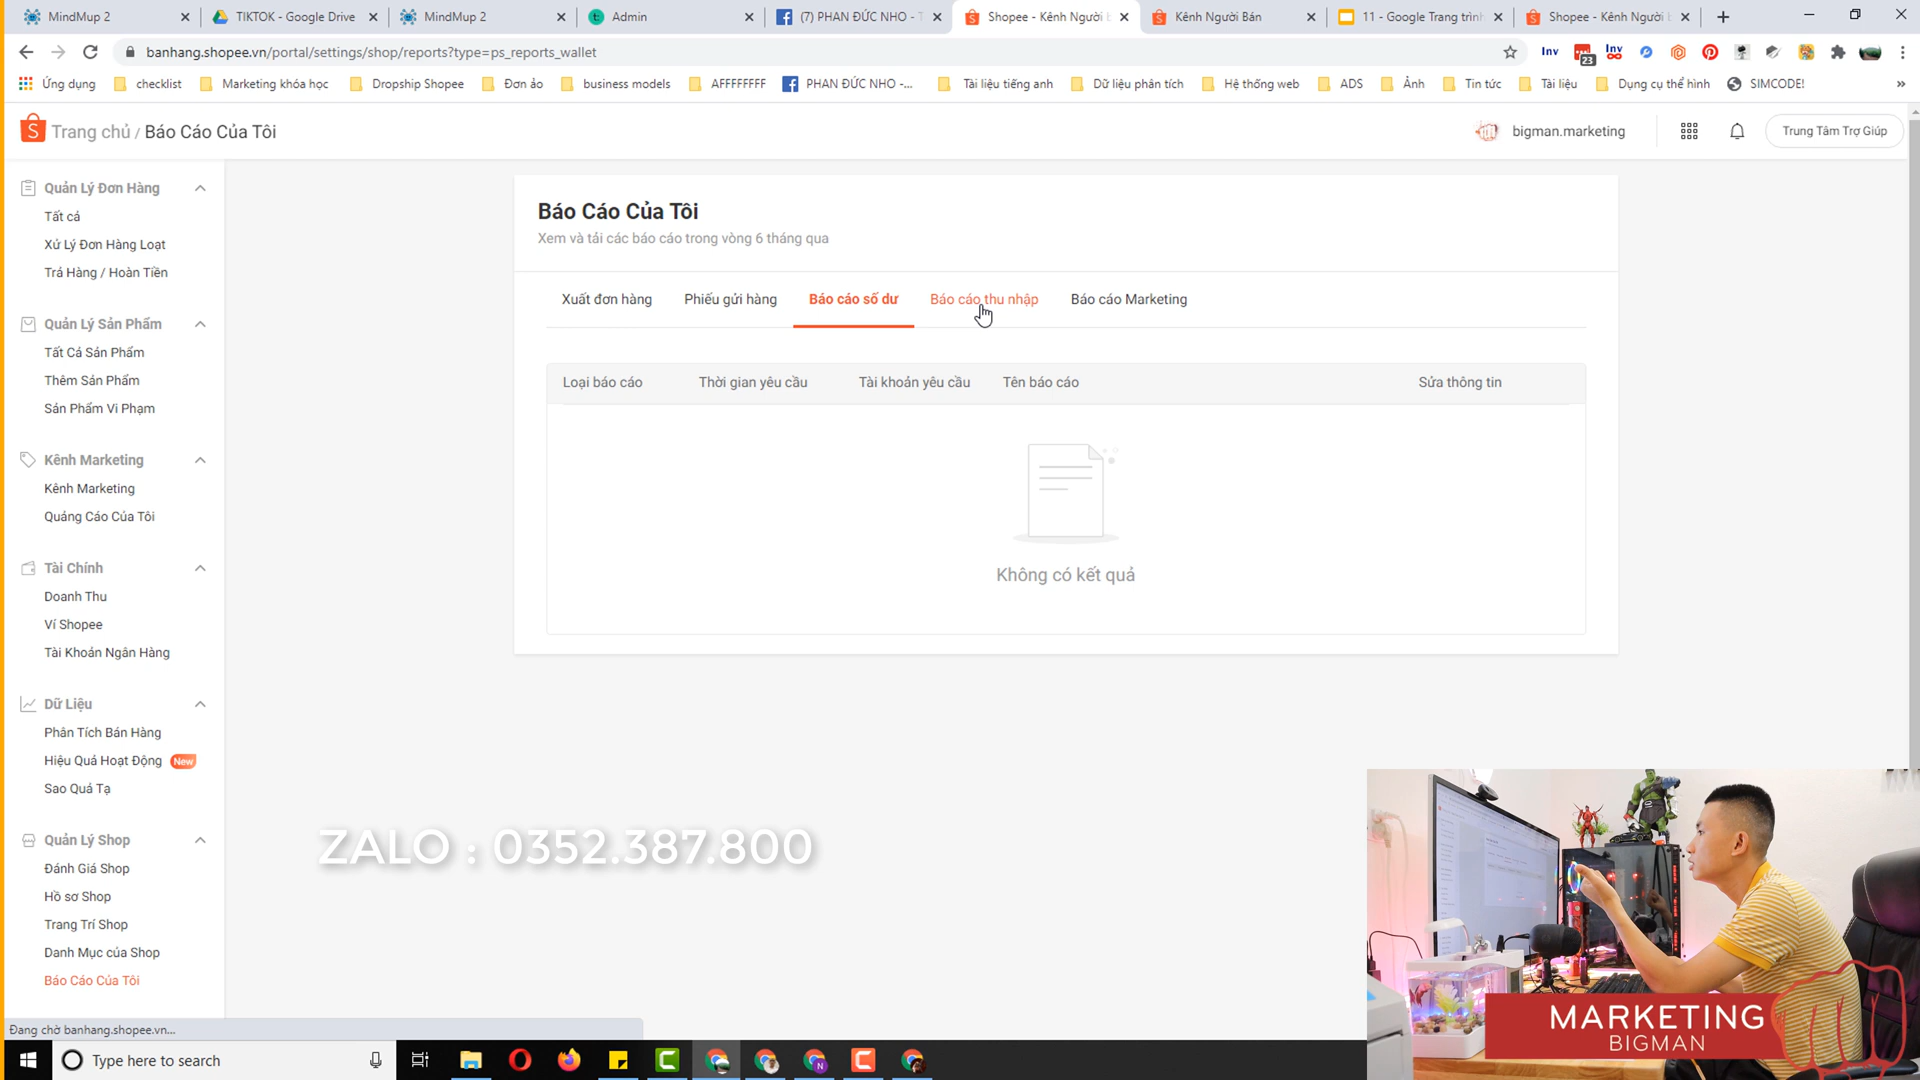 MindMup 2
TIKTOK - Google Drive
MindMup 2
Admin
(7) PHAN ĐỨC NHO - T
Shopee - Kênh Người b
Kênh Người Bán
11 - Google Trang trình
Shopee - Kênh Người b
banhang.shopee.vn/portal/settings/shop/reports?type=ps_reports_wallet
Inv
23
Inv
Ứng dụng
checklist
Marketing khóa học
Dropship Shopee
Đơn ảo
business models
AFFFFFFFF
PHAN ĐỨC NHO -...
Tài liệu tiếng anh
Dữ liệu phân tích
Hệ thống web
ADS
Ảnh
Tin tức
Tài liệu
Dụng cụ thể hình
SIMCODE!
Trang chủ / Báo Cáo Của Tôi
bigman.marketing
Trung Tâm Trợ Giúp
Quản Lý Đơn Hàng
Tất cả
Xử Lý Đơn Hàng Loạt
Trả Hàng / Hoàn Tiền
Quản Lý Sản Phẩm
Tất Cả Sản Phẩm
Thêm Sản Phẩm
Sản Phẩm Vi Phạm
Kênh Marketing
Kênh Marketing
Quảng Cáo Của Tôi
Tài Chính
Doanh Thu
Ví Shopee
Tài Khoản Ngân Hàng
Dữ Liệu
Phân Tích Bán Hàng
Hiệu Quả Hoạt Động New
Sao Quả Tạ
Quản Lý Shop
Đánh Giá Shop
Hồ sơ Shop
Trang Trí Shop
Danh Mục của Shop
Báo Cáo Của Tôi
Báo Cáo Của Tôi
Xem và tải các báo cáo trong vòng 6 tháng qua
Xuất đơn hàng
Phiếu gửi hàng
Báo cáo số dư
Báo cáo thu nhập
Báo cáo Marketing
Loại báo cáo
Thời gian yêu cầu
Tài khoản yêu cầu
Tên báo cáo
Sửa thông tin
Không có kết quả
ZALO : 0352.387.800
MARKETING
BIGMAN
Đang chờ banhang.shopee.vn...
Type here to search